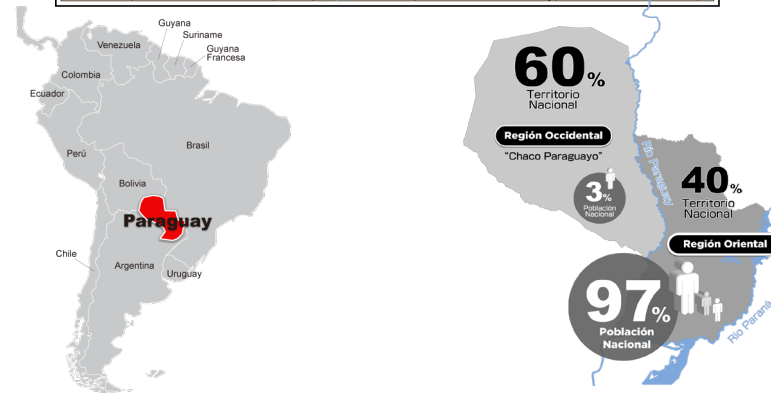 Guyana
Suriname
Guyana
Francesa
Venezuela
Colombia
Ecuador
Perú
Brasil
Bolivia
Paraguay
Chile
Argentina
Uruguay
60%
Territorio
Nacional
Región Occidental
"Chaco Paraguayo"
3%
Población
Nacional
Río Paraguay
40%
Territorio
Nacional
Región Oriental
97%
Población
Nacional
Río Paraná